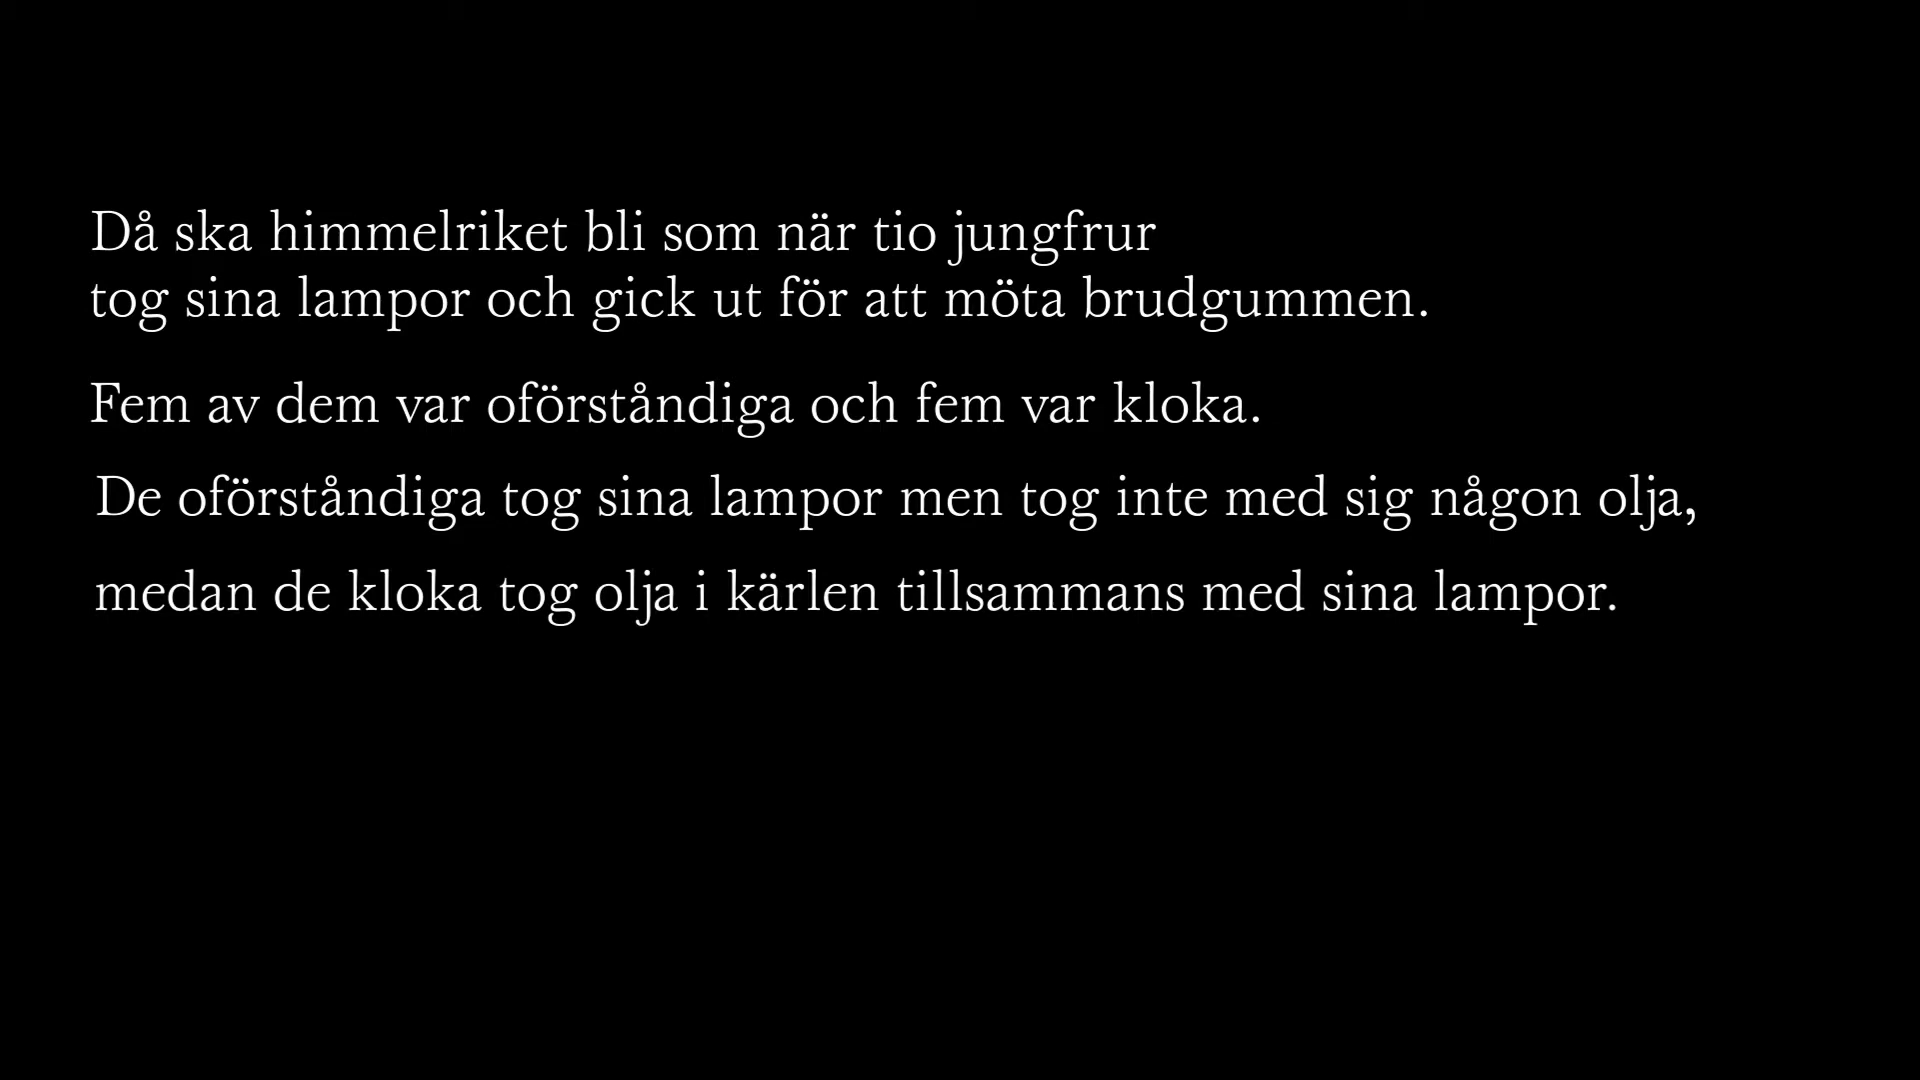 Då ska himmelriket bli som när tio jungfrur
tog sina lampor och gick ut för att möta brudgummen.
Fem av dem var oförståndiga och fem var kloka.
De oförståndiga tog sina lampor men tog inte med sig någon olja,
medan de kloka tog olja i kärlen tillsammans med sina lampor.